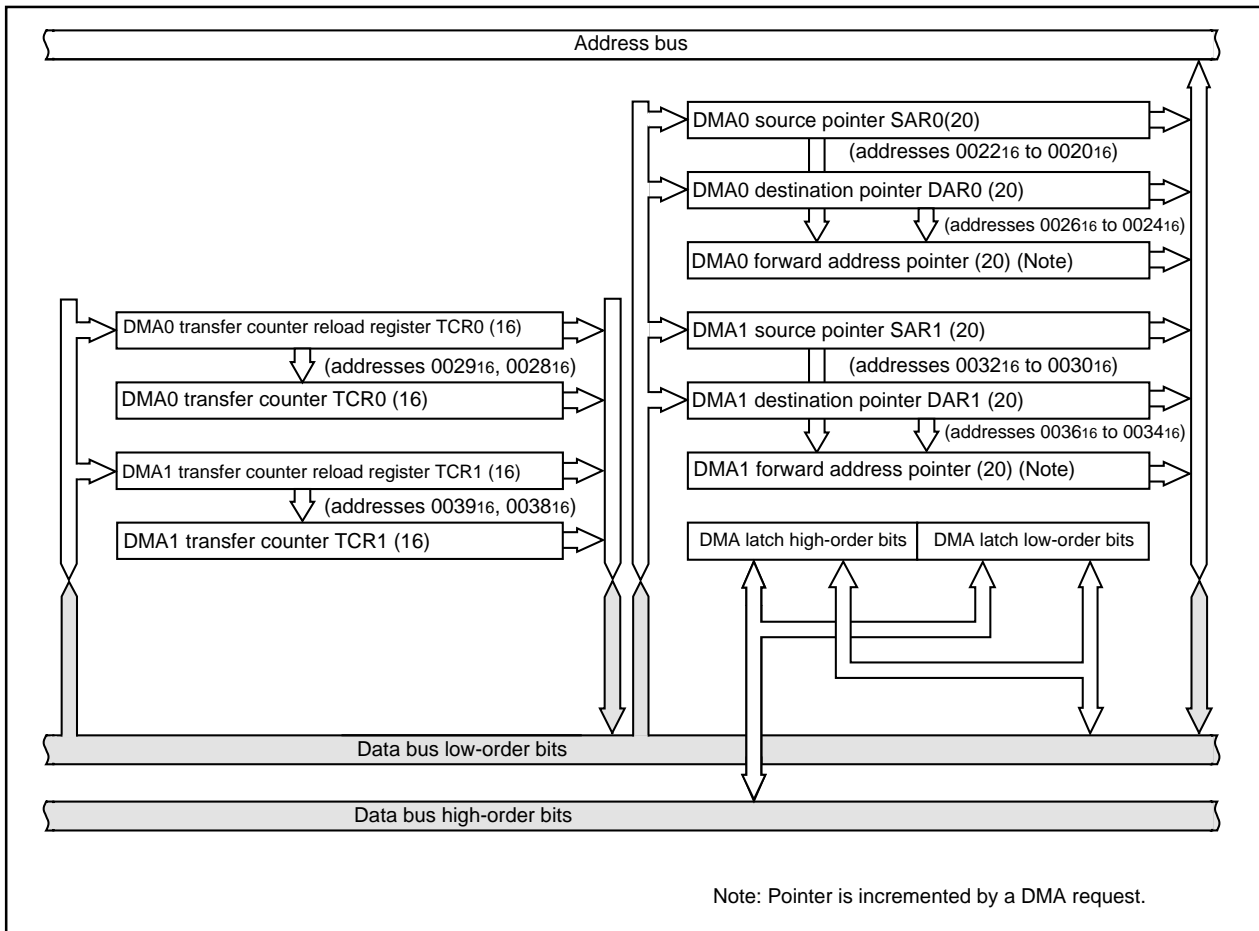 Address bus
DMA0 source pointer SAR0(20)
(addresses 002216 to 002016)
DMA0 destination pointer DAR0 (20)
(addresses 002616 to 002416)
DMA0 forward address pointer (20) (Note)
DMA0 transfer counter reload register TCR0 (16)
(addresses 002916, 002816)
DMA0 transfer counter TCR0 (16)
DMA1 transfer counter reload register TCR1 (16)
(addresses 003916, 003816)
DMA1 transfer counter TCR1 (16)
DMA1 source pointer SAR1 (20)
(addresses 003216 to 003016)
DMA1 destination pointer DAR1 (20)
(addresses 003616 to 003416)
DMA1 forward address pointer (20) (Note)
DMA latch high-order bits
DMA latch low-order bits
Data bus low-order bits
Data bus high-order bits
Note: Pointer is incremented by a DMA request.